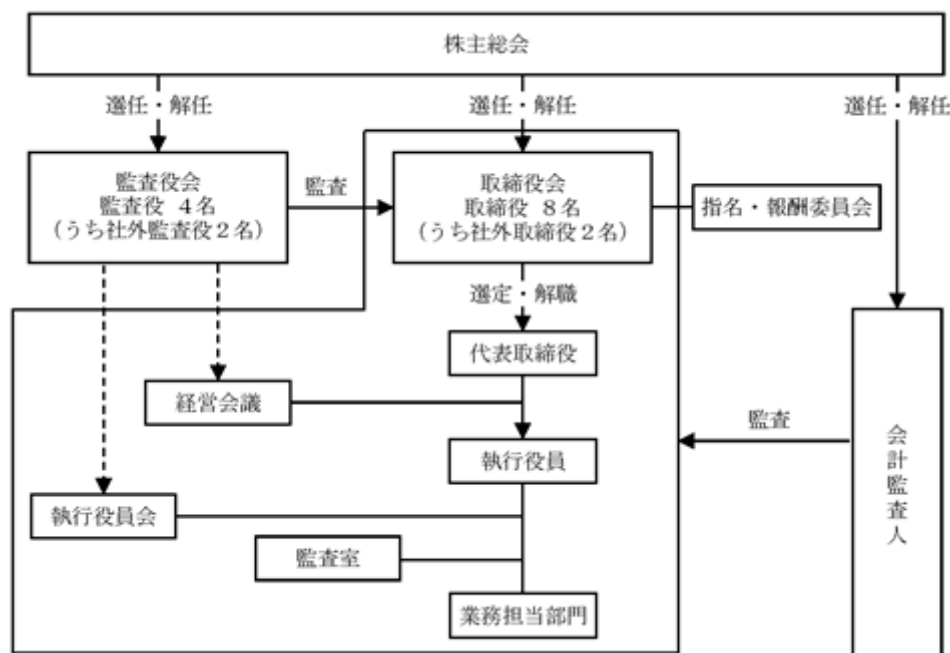 株主総会
選任・解任
選任・解任
選任・解任
監査役会
監査役 4名
（うち社外監査役２名）
監査
取締役会
取締役 ８名
（うち社外取締役２名）
指名・報酬委員会
選定・解職
代表取締役
経営会議
監査
執行役員
会計監査人
執行役員会
監査室
業務担当部門